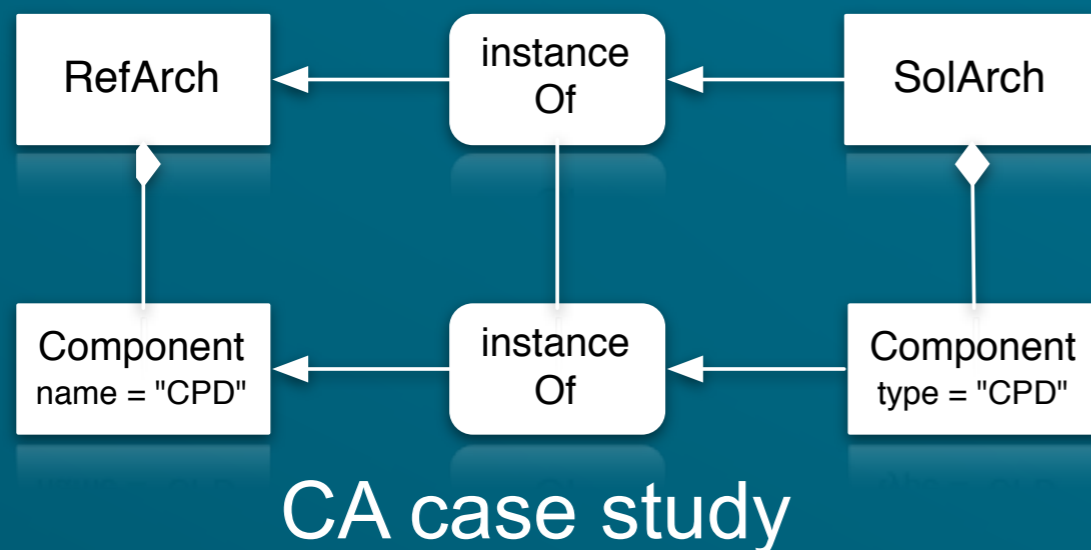 RefArch
instance
Of
SolArch
Component
name = "CPD"
instance
Of
Component
type = "CPD"
CA case study